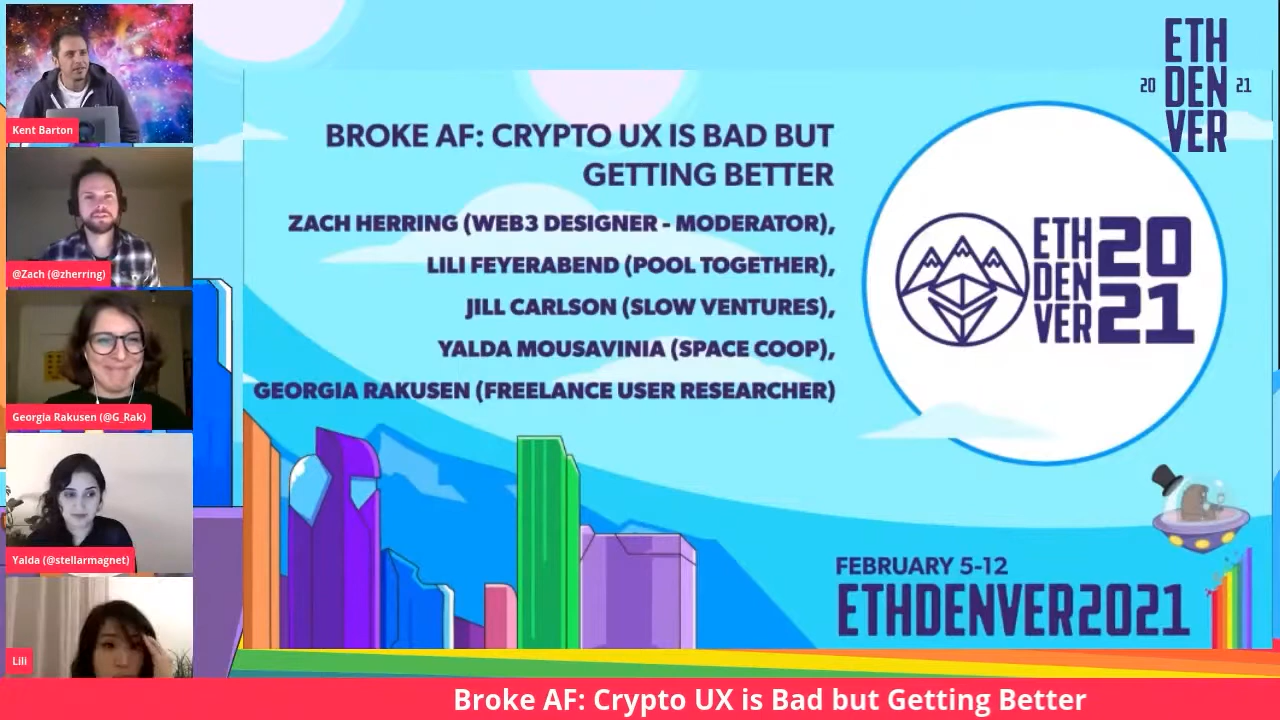 Kent Barton
@Zach (@zherring)
Georgia Rakusen (@G_Rak)
Yalda (@stellarmagnet)
Lili
BROKE AF: CRYPTO UX IS BAD BUT
GETTING BETTER
ZACH HERRING (WEB3 DESIGNER - MODERATOR),
LILI FEYERABEND (POOL TOGETHER),
JILL CARLSON (SLOW VENTURES),
YALDA MOUSAVINIA (SPACE COOP),
GEORGIA RAKUSEN (FREELANCE USER RESEARCHER)
ETH
20 DEN 21
VER
ETH
DEN
VER
20
21
FEBRUARY 5-12
ETHDENVER2021
Broke AF: Crypto UX is Bad but Getting Better